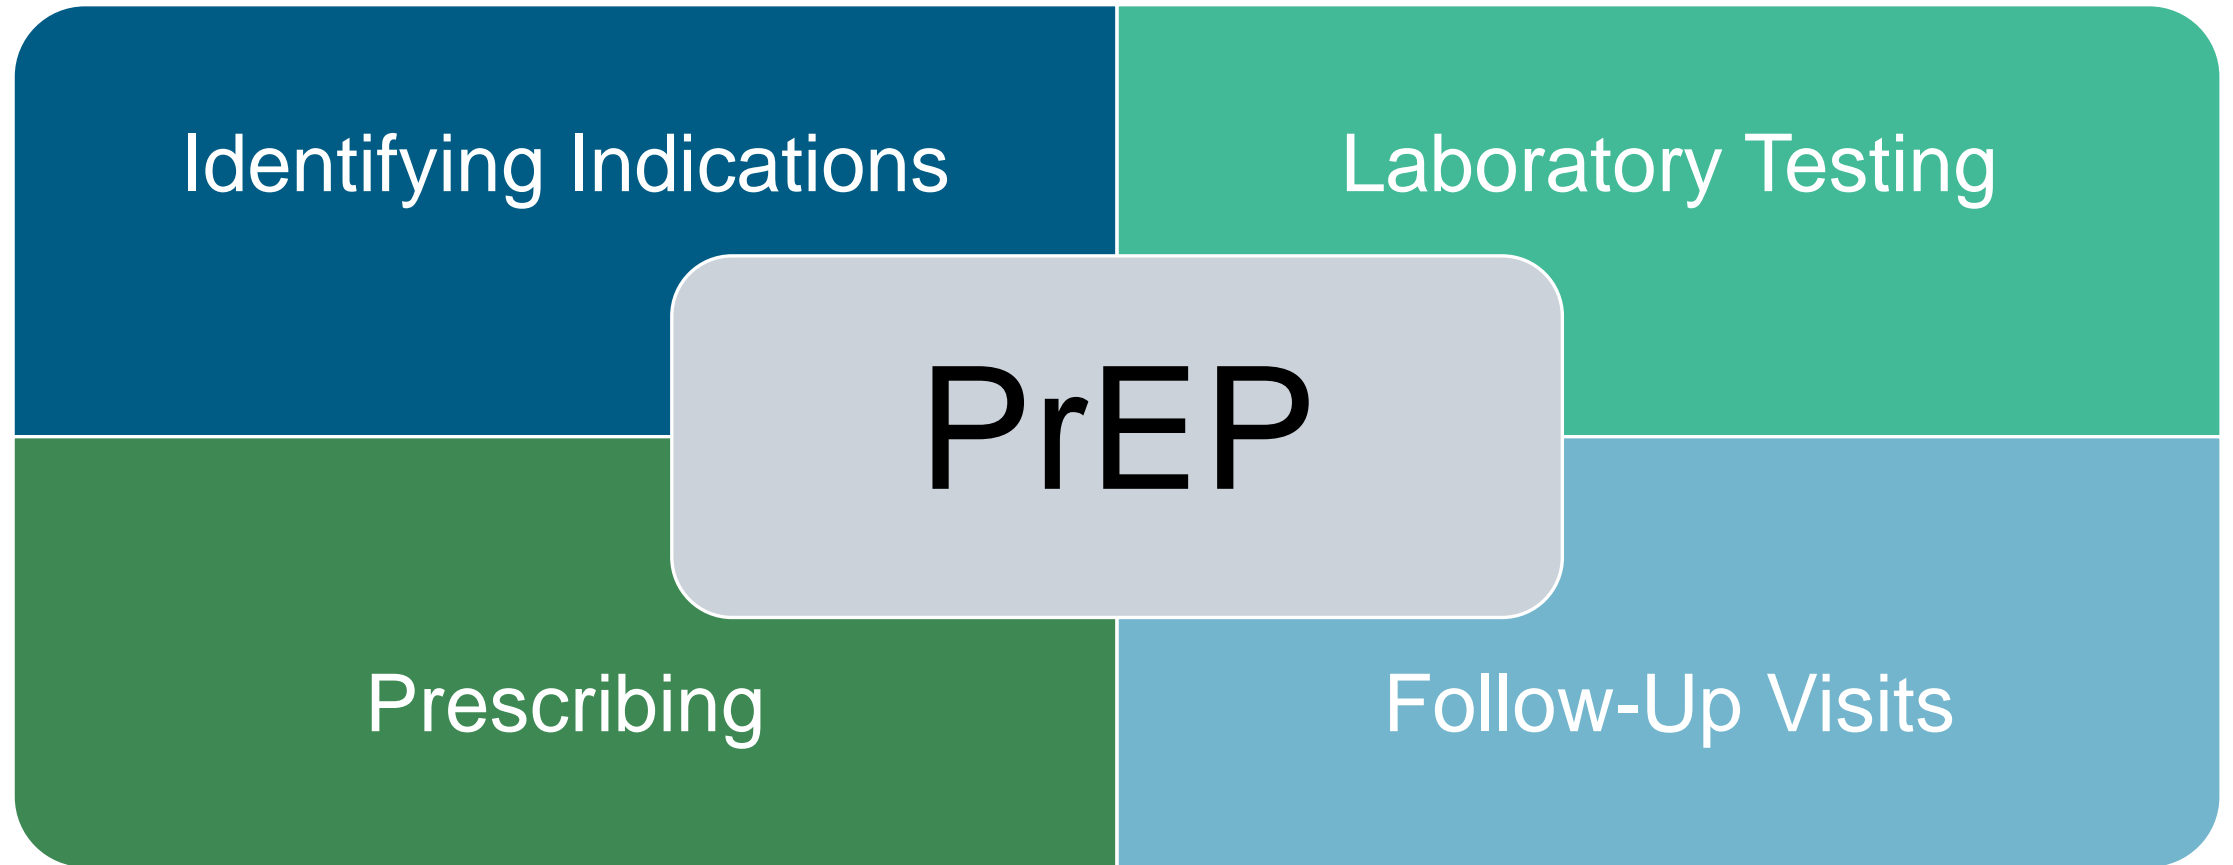 Identifying Indications
Laboratory Testing
PrEP
Prescribing
Follow-Up Visits